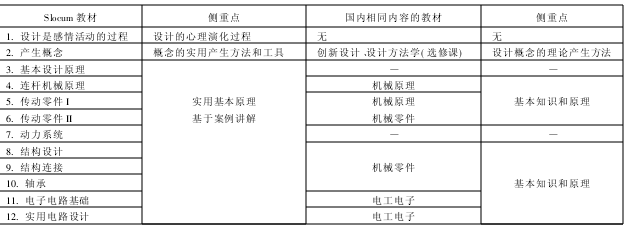 Slocum 教材 侧重点 国内相同内容的教材 侧重点
1. 设计是感情活动的过程 设计的心理演化过程 无 无
2. 产生概念 概念的实用产生方法和工具 创新设计、设计方法学(选修课) 设计概念的理论产生方法
3. 基本设计原理 — —
4. 连杆机械原理 机械原理
5. 传动零件 I 实用基本原理 机械原理 基本知识和原理
6. 传动零件 II 基于案例讲解 机械零件
7. 动力系统 — —
8. 结构设计
9. 结构连接 机械零件
10. 轴承 基本知识和原理
11. 电子电路基础 电工电子
12. 实用电路设计 电工电子